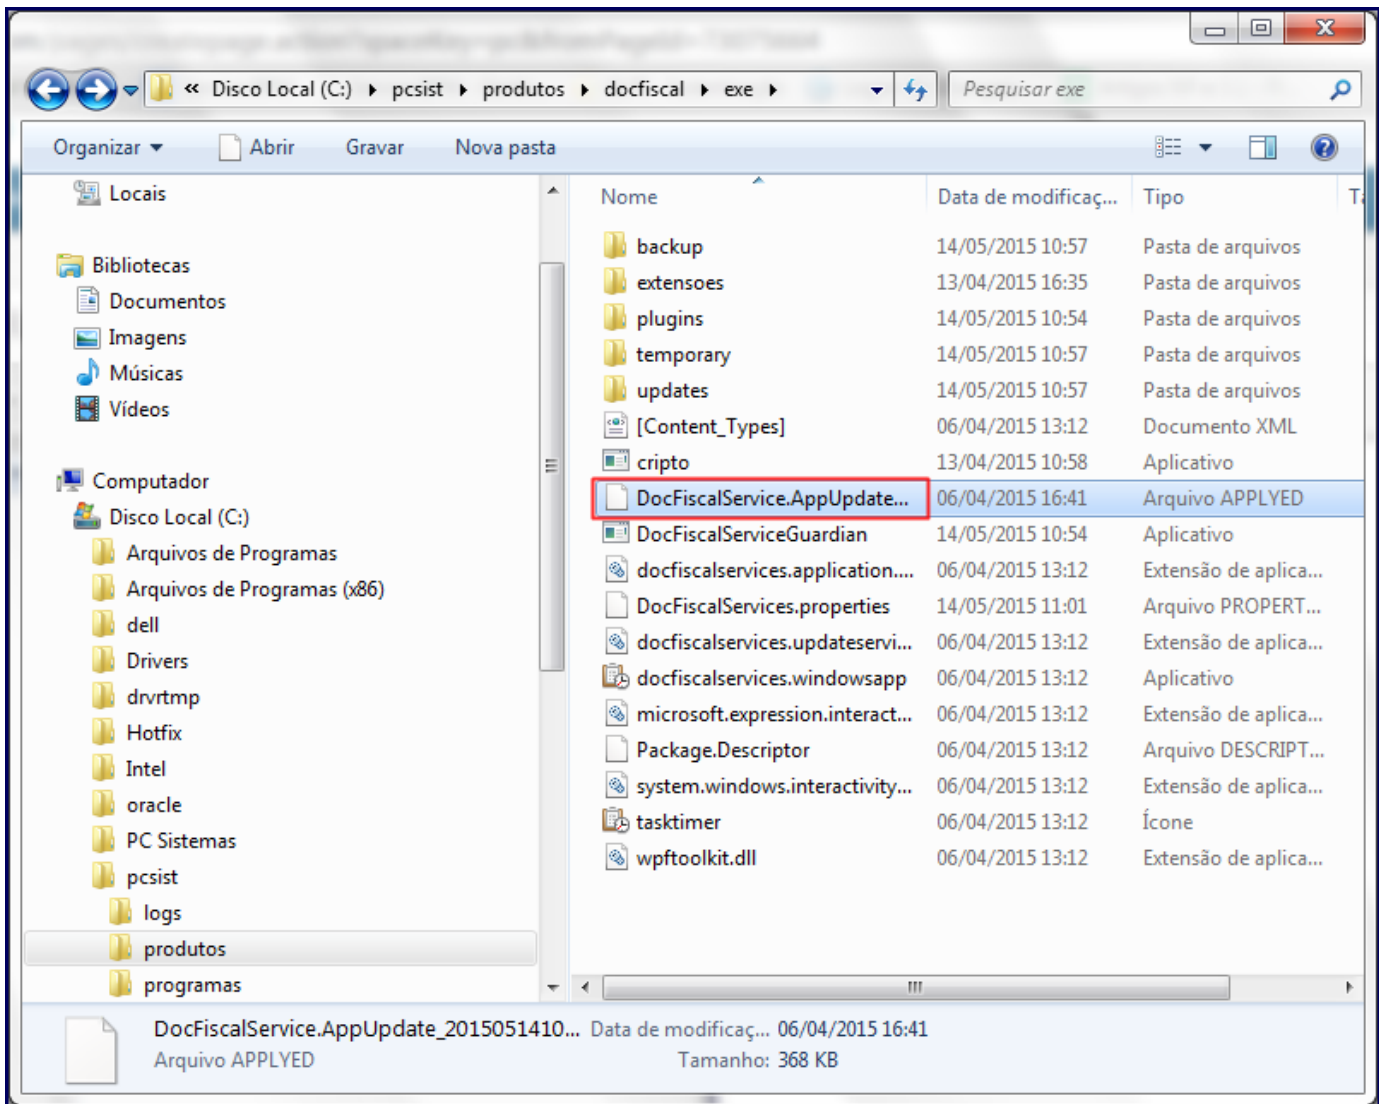 « Disco Local (C:) ▸ pcsist ▸ produtos ▸ docfiscal ▸ exe ▸
Pesquisar exe
Organizar Abrir Gravar Nova pasta
Locais
Bibliotecas
Documentos
Imagens
Músicas
Vídeos
Computador
Disco Local (C:)
Arquivos de Programas
Arquivos de Programas (x86)
dell
Drivers
drvrtmp
Hotfix
Intel
oracle
PC Sistemas
pcsist
logs
produtos
programas
Nome Data de modificaç... Tipo
backup 14/05/2015 10:57 Pasta de arquivos
extensoes 13/04/2015 16:35 Pasta de arquivos
plugins 14/05/2015 10:54 Pasta de arquivos
temporary 14/05/2015 10:57 Pasta de arquivos
updates 14/05/2015 10:57 Pasta de arquivos
[Content_Types] 06/04/2015 13:12 Documento XML
cripto 13/04/2015 10:58 Aplicativo
DocFiscalService.AppUpdate... 06/04/2015 16:41 Arquivo APPLYED
DocFiscalServiceGuardian 14/05/2015 10:54 Aplicativo
docfiscalservices.application.... 06/04/2015 13:12 Extensão de aplica...
DocFiscalServices.properties 14/05/2015 11:01 Arquivo PROPERT...
docfiscalservices.updateservi... 06/04/2015 13:12 Extensão de aplica...
docfiscalservices.windowsapp 06/04/2015 13:12 Aplicativo
microsoft.expression.interact... 06/04/2015 13:12 Extensão de aplica...
Package.Descriptor 06/04/2015 13:12 Arquivo DESCRIPT...
system.windows.interactivity... 06/04/2015 13:12 Extensão de aplica...
tasktimer 06/04/2015 13:12 Ícone
wpftoolkit.dll 06/04/2015 13:12 Extensão de aplica...
DocFiscalService.AppUpdate_2015051410... Data de modificaç... 06/04/2015 16:41
Arquivo APPLYED Tamanho: 368 KB